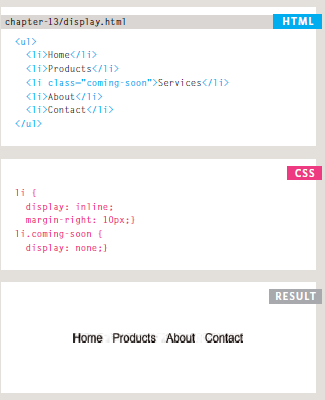 HTML
chapter-13/display.html
<ul>
  <li>Home</li>
  <li>Products</li>
  <li class="coming-soon">Services</li>
  <li>About</li>
  <li>Contact</li>
</ul>
CSS
li {
  display: inline;
  margin-right: 10px;}
li.coming-soon {
  display: none;}
RESULT
Home Products About Contact